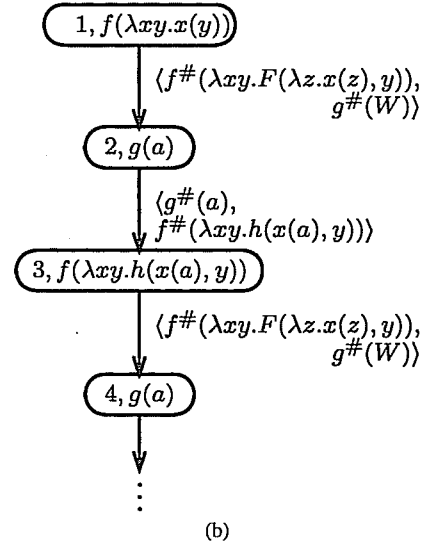 1, f(λxy.x(y))
⟨f#(λxy.F(λz.x(z), y)),
g#(W)⟩
2, g(a)
⟨g#(a),
f#(λxy.h(x(a), y))⟩
3, f(λxy.h(x(a), y))
⟨f#(λxy.F(λz.x(z), y)),
g#(W)⟩
4, g(a)
⋮
(b)